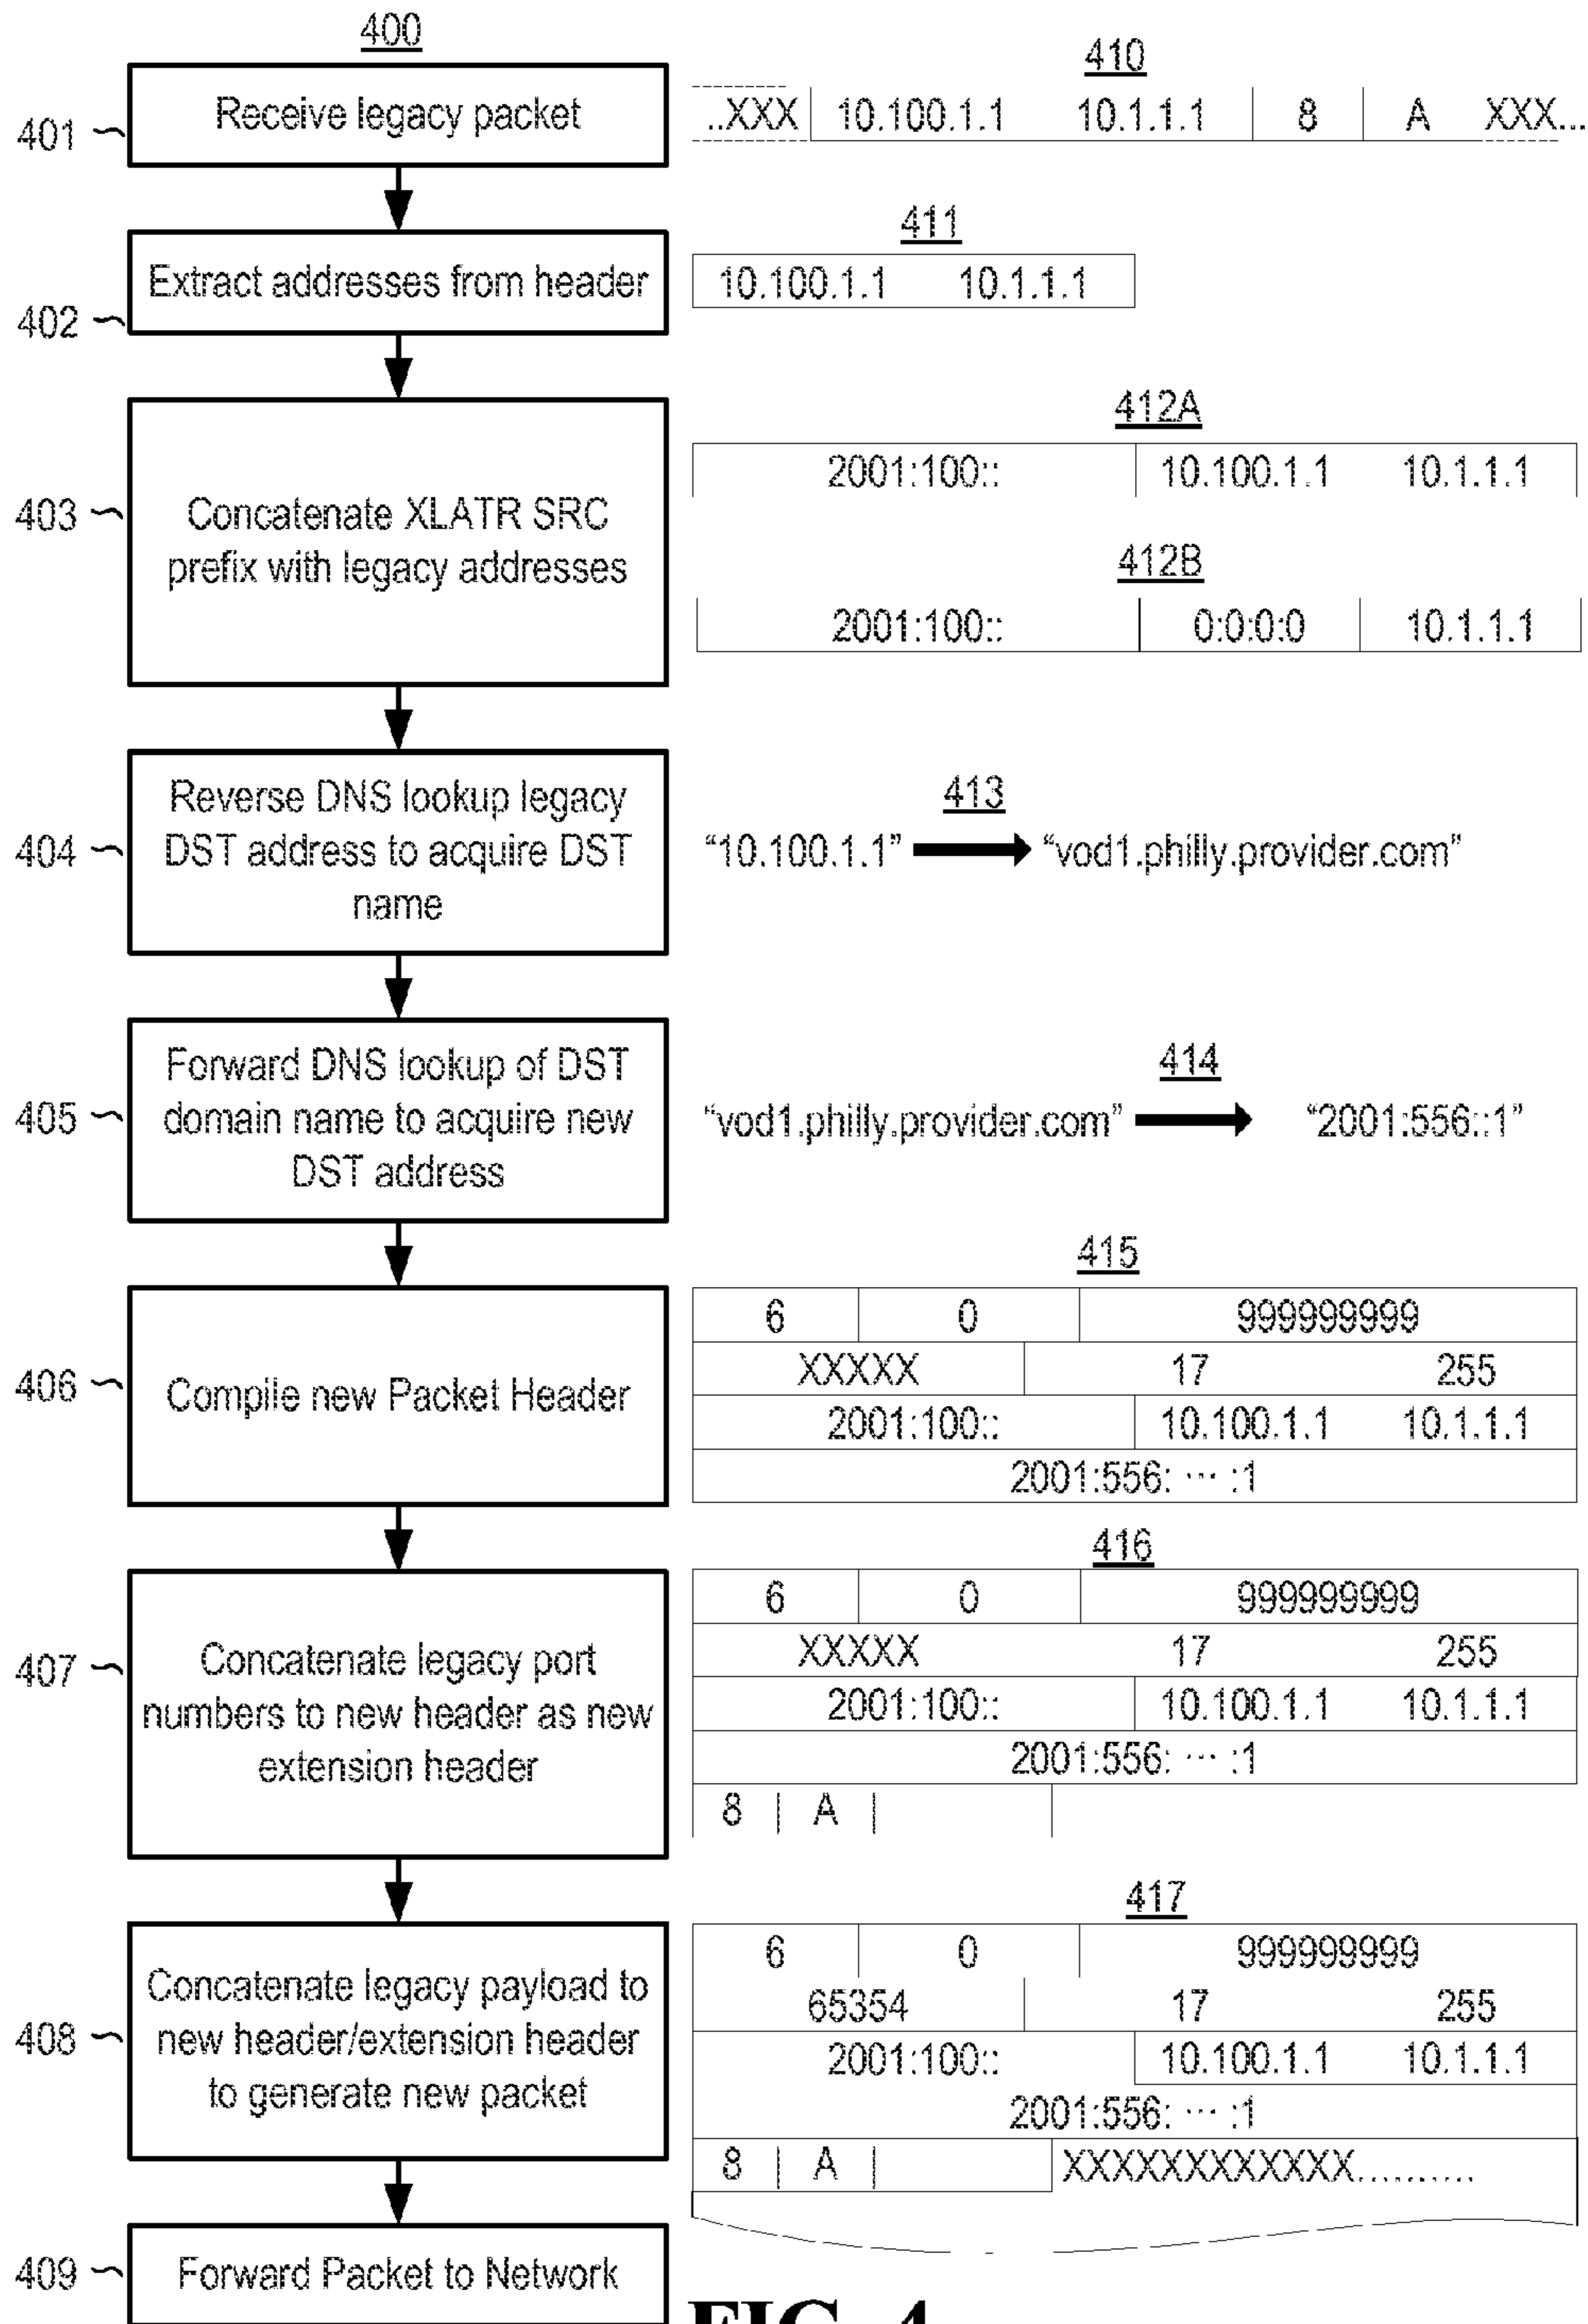 400
410
401 Receive legacy packet
..XXX 10.100.1.1 10.1.1.1 8 A XXX...
411
402 Extract addresses from header
10.100.1.1 10.1.1.1
412A
2001:100:: 10.100.1.1 10.1.1.1
403 Concatenate XLATR SRC
prefix with legacy addresses
412B
2001:100:: 0:0:0:0 10.1.1.1
404 Reverse DNS lookup legacy
DST address to acquire DST
name
413
“10.100.1.1” “vod1.philly.provider.com”
405 Forward DNS lookup of DST
domain name to acquire new
DST address
414
“vod1.philly.provider.com” “2001:556::1”
415
406 Compile new Packet Header
6 0 999999999
XXXXX 17 255
2001:100:: 10.100.1.1 10.1.1.1
2001:556: ··· :1
416
407 Concatenate legacy port
numbers to new header as new
extension header
6 0 999999999
XXXXX 17 255
2001:100:: 10.100.1.1 10.1.1.1
2001:556: ··· :1
8 | A |
417
408 Concatenate legacy payload to
new header/extension header
to generate new packet
6 0 999999999
65354 17 255
2001:100:: 10.100.1.1 10.1.1.1
2001:556: ··· :1
8 | A | XXXXXXXXXXXX..........
409 Forward Packet to Network
FIG. 4